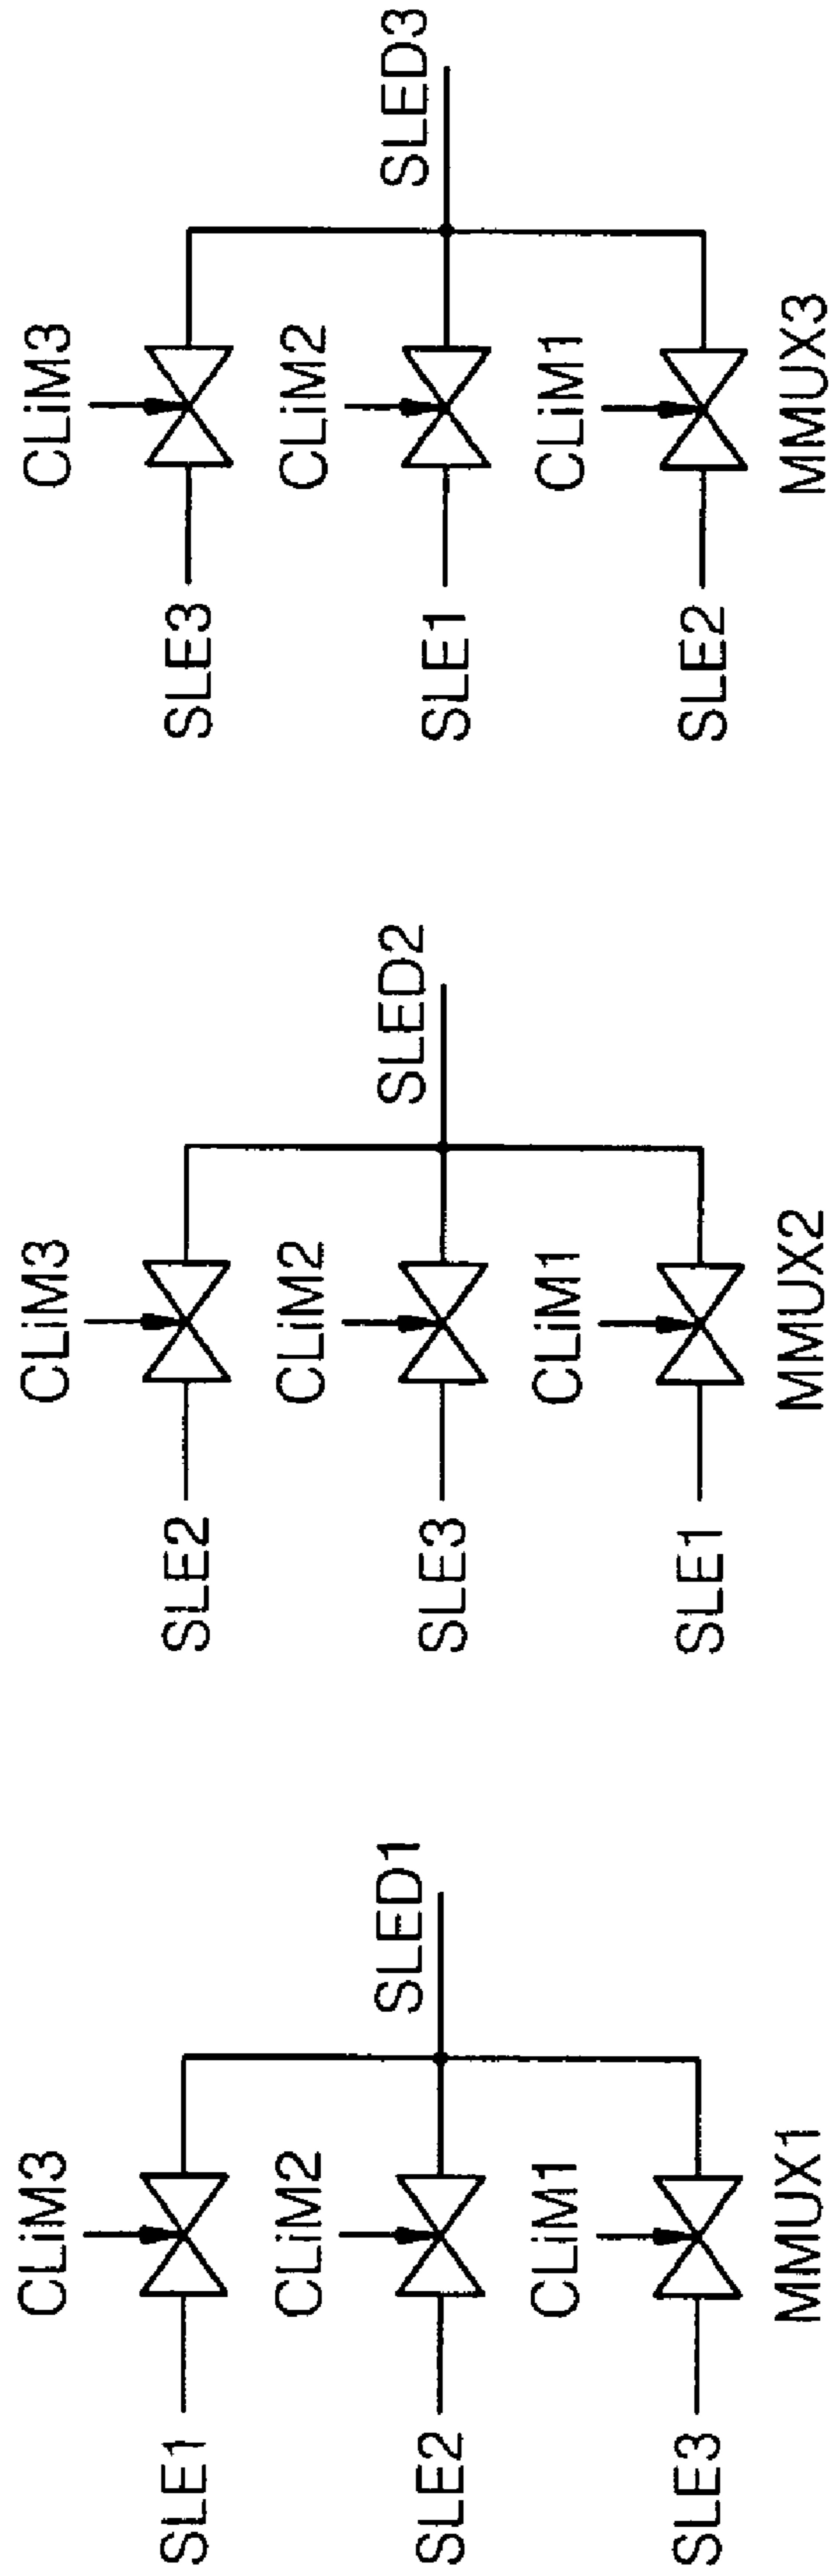 CLiM3
SLE1
CLiM2
SLED1
SLE2
CLiM1
SLE3
MMUX1
CLiM3
SLE2
CLiM2
SLED2
SLE3
CLiM1
SLE1
MMUX2
CLiM3
SLE3
CLiM2
SLED3
SLE1
CLiM1
SLE2
MMUX3